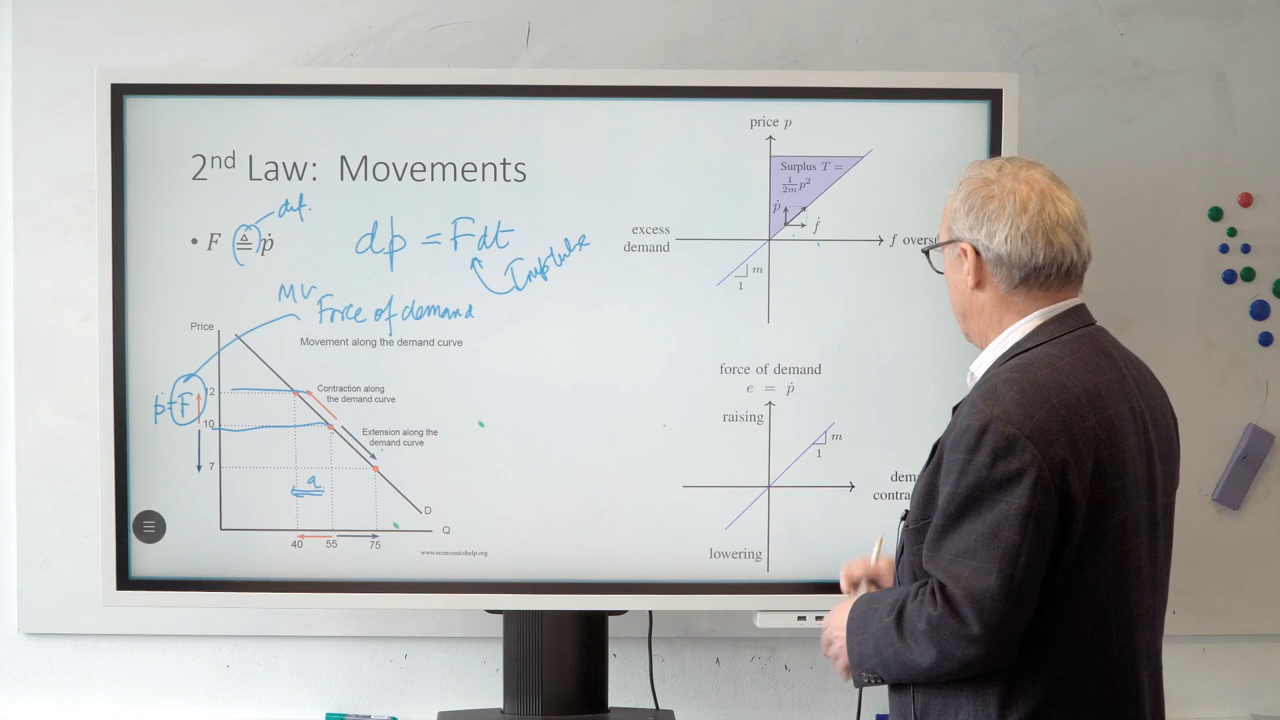 2nd Law: Movements
def.
• F ≜ ṗ
dp = Fdt
Impulse
MV
Force of demand
Price
Movement along the demand curve
12
Contraction along
the demand curve
ṗ=F
10
Extension along the
demand curve
7
a
D
Q
40 55 75
www.economicshelp.org
price p
Surplus T =
1/2m p²
ṗ
ḟ
excess
demand
f overs
m
1
force of demand
e = ṗ
raising
m
1
contra
lowering